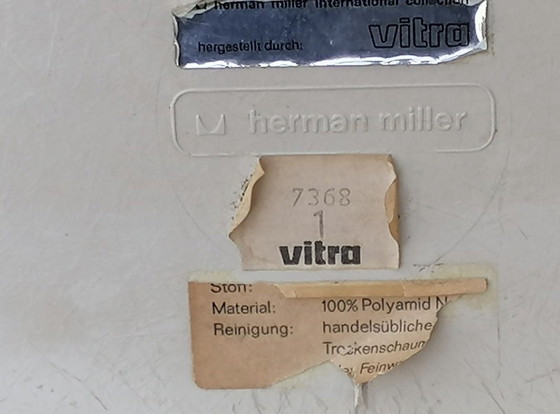 herman miller international collection
hergestellt durch: vitra
herman miller
7368
1
vitra
Stoff:
Material: 100% Polyamid N
Reinigung: handelsübliche
Trockenschaum
Feinw